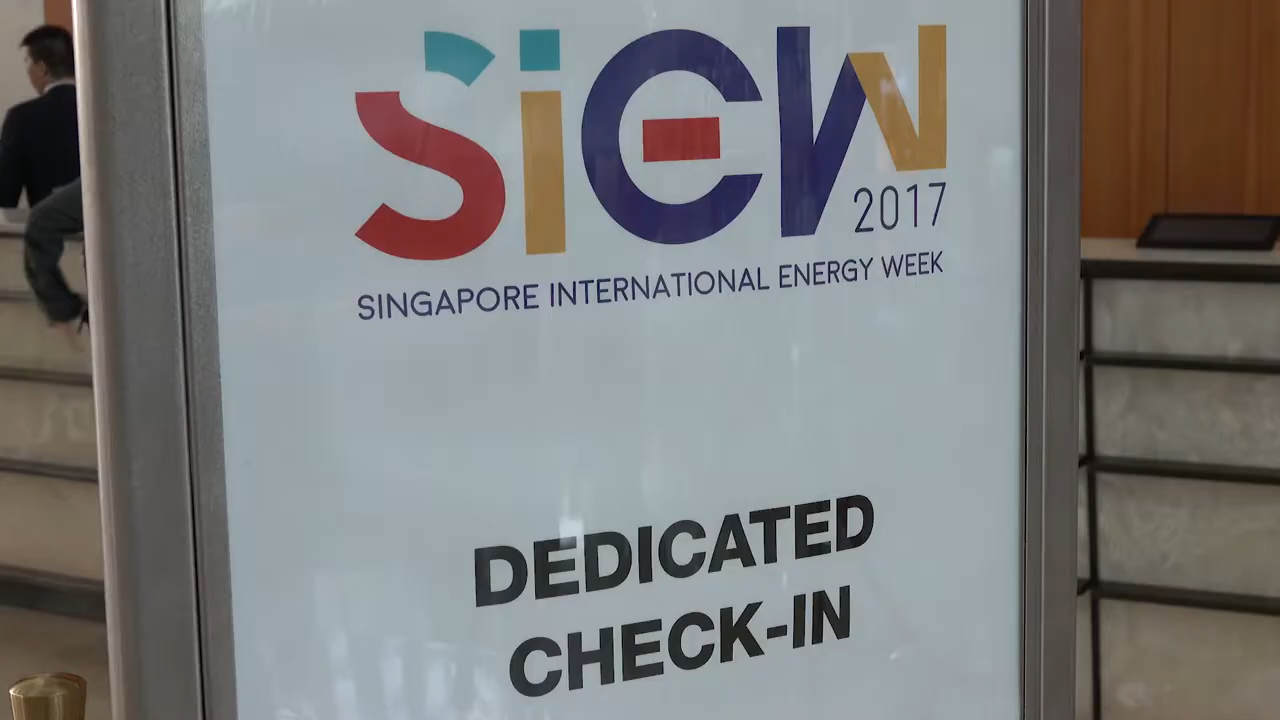 SiEW
2017
SINGAPORE INTERNATIONAL ENERGY WEEK
DEDICATED
CHECK-IN